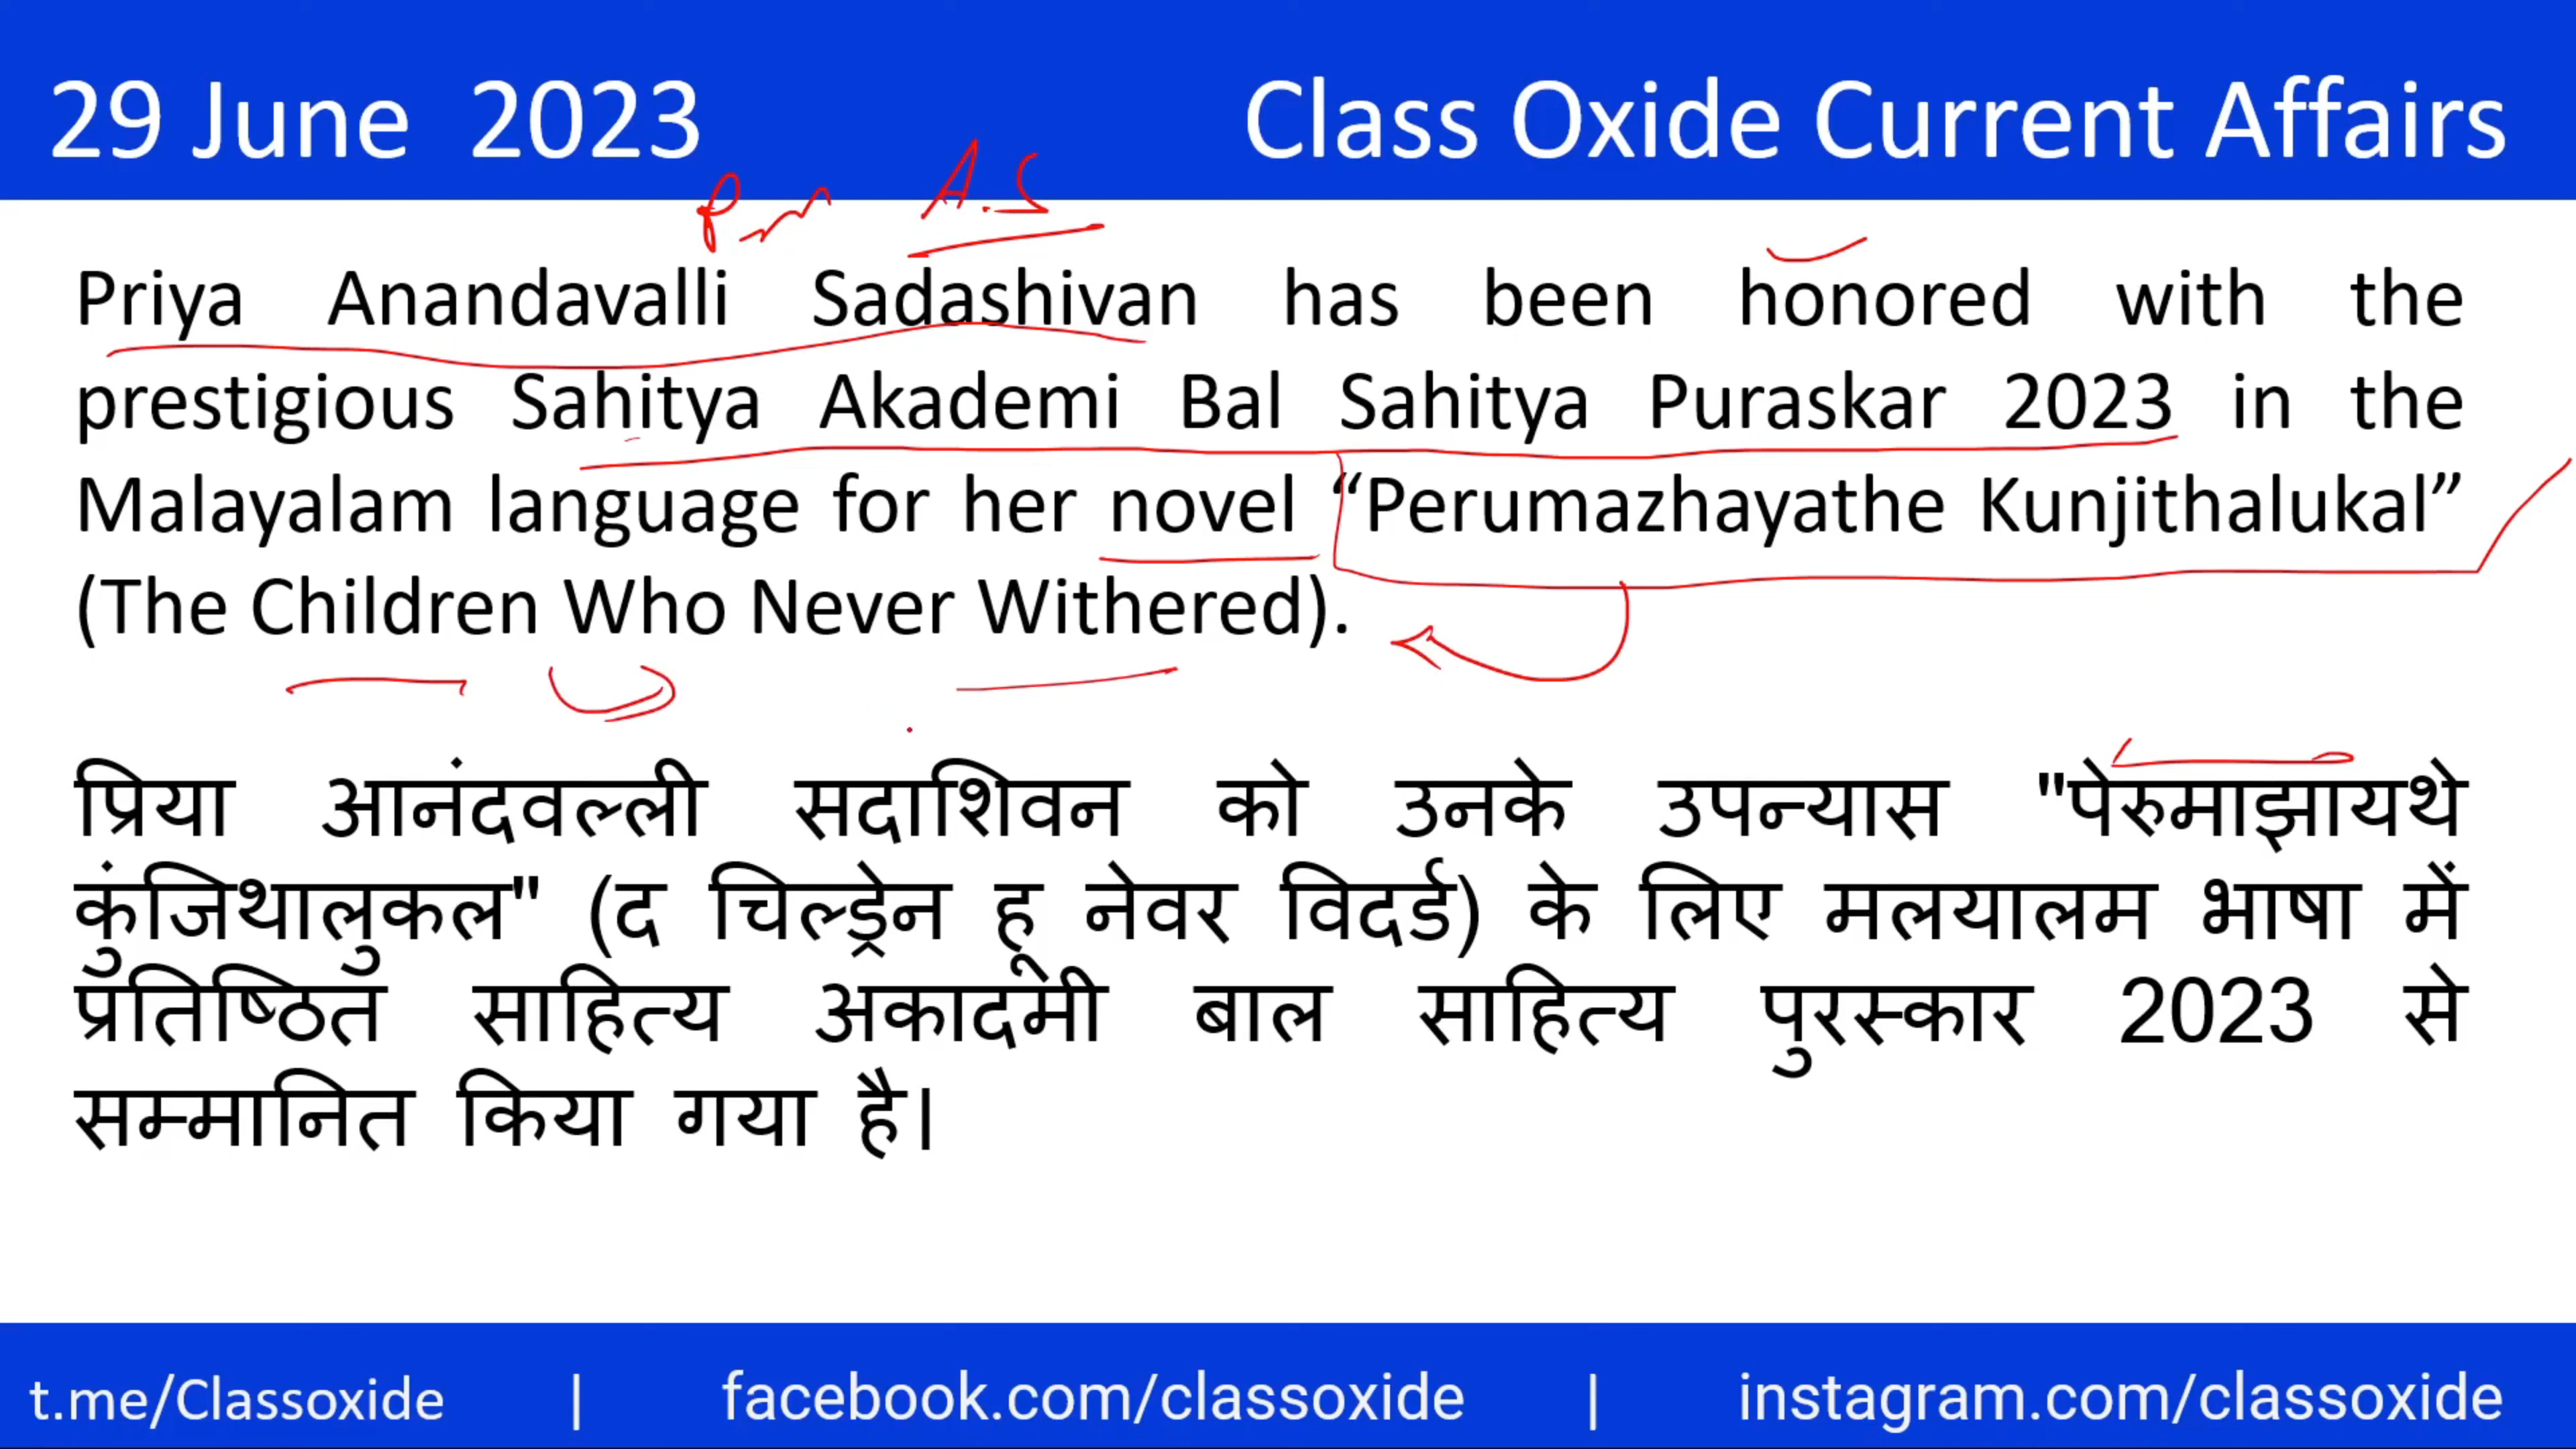 29 June 2023 Class Oxide Current Affairs
A.S
Priya Anandavalli Sadashivan has been honored with the
prestigious Sahitya Akademi Bal Sahitya Puraskar 2023 in the
Malayalam language for her novel “Perumazhayathe Kunjithalukal”
(The Children Who Never Withered).
प्रिया आनंदवल्ली सदाशिवन को उनके उपन्यास "पेरुमाझायथे
कुंजिथालुकल" (द चिल्ड्रेन हू नेवर विदर्ड) के लिए मलयालम भाषा में
प्रतिष्ठित साहित्य अकादमी बाल साहित्य पुरस्कार 2023 से
सम्मानित किया गया है।
t.me/Classoxide | facebook.com/classoxide | instagram.com/classoxide